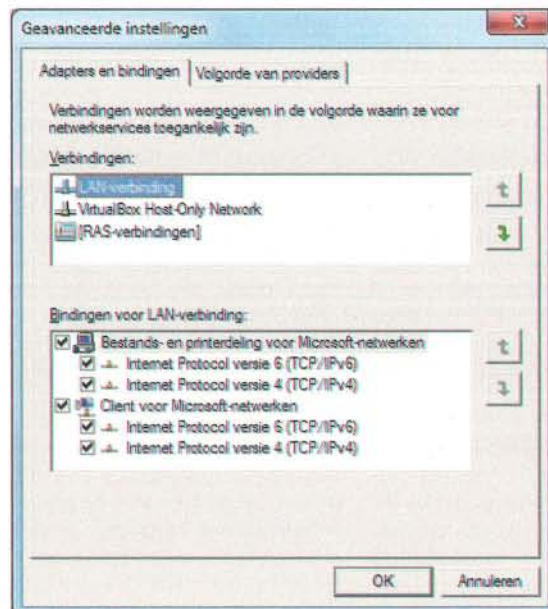 Geavanceerde instellingen
Adapters en bindingen
Volgorde van providers
Verbindingen worden weergegeven in de volgorde waarin ze voor
netwerkservices toegankelijk zijn.
Verbindingen:
LAN-verbinding
VirtualBox Host-Only Network
[RAS-verbindingen]
Bindingen voor LAN-verbinding:
Bestands- en printerdeling voor Microsoft-netwerken
Internet Protocol versie 6 (TCP/IPv6)
Internet Protocol versie 4 (TCP/IPv4)
Client voor Microsoft-netwerken
Internet Protocol versie 6 (TCP/IPv6)
Internet Protocol versie 4 (TCP/IPv4)
OK
Annuleren